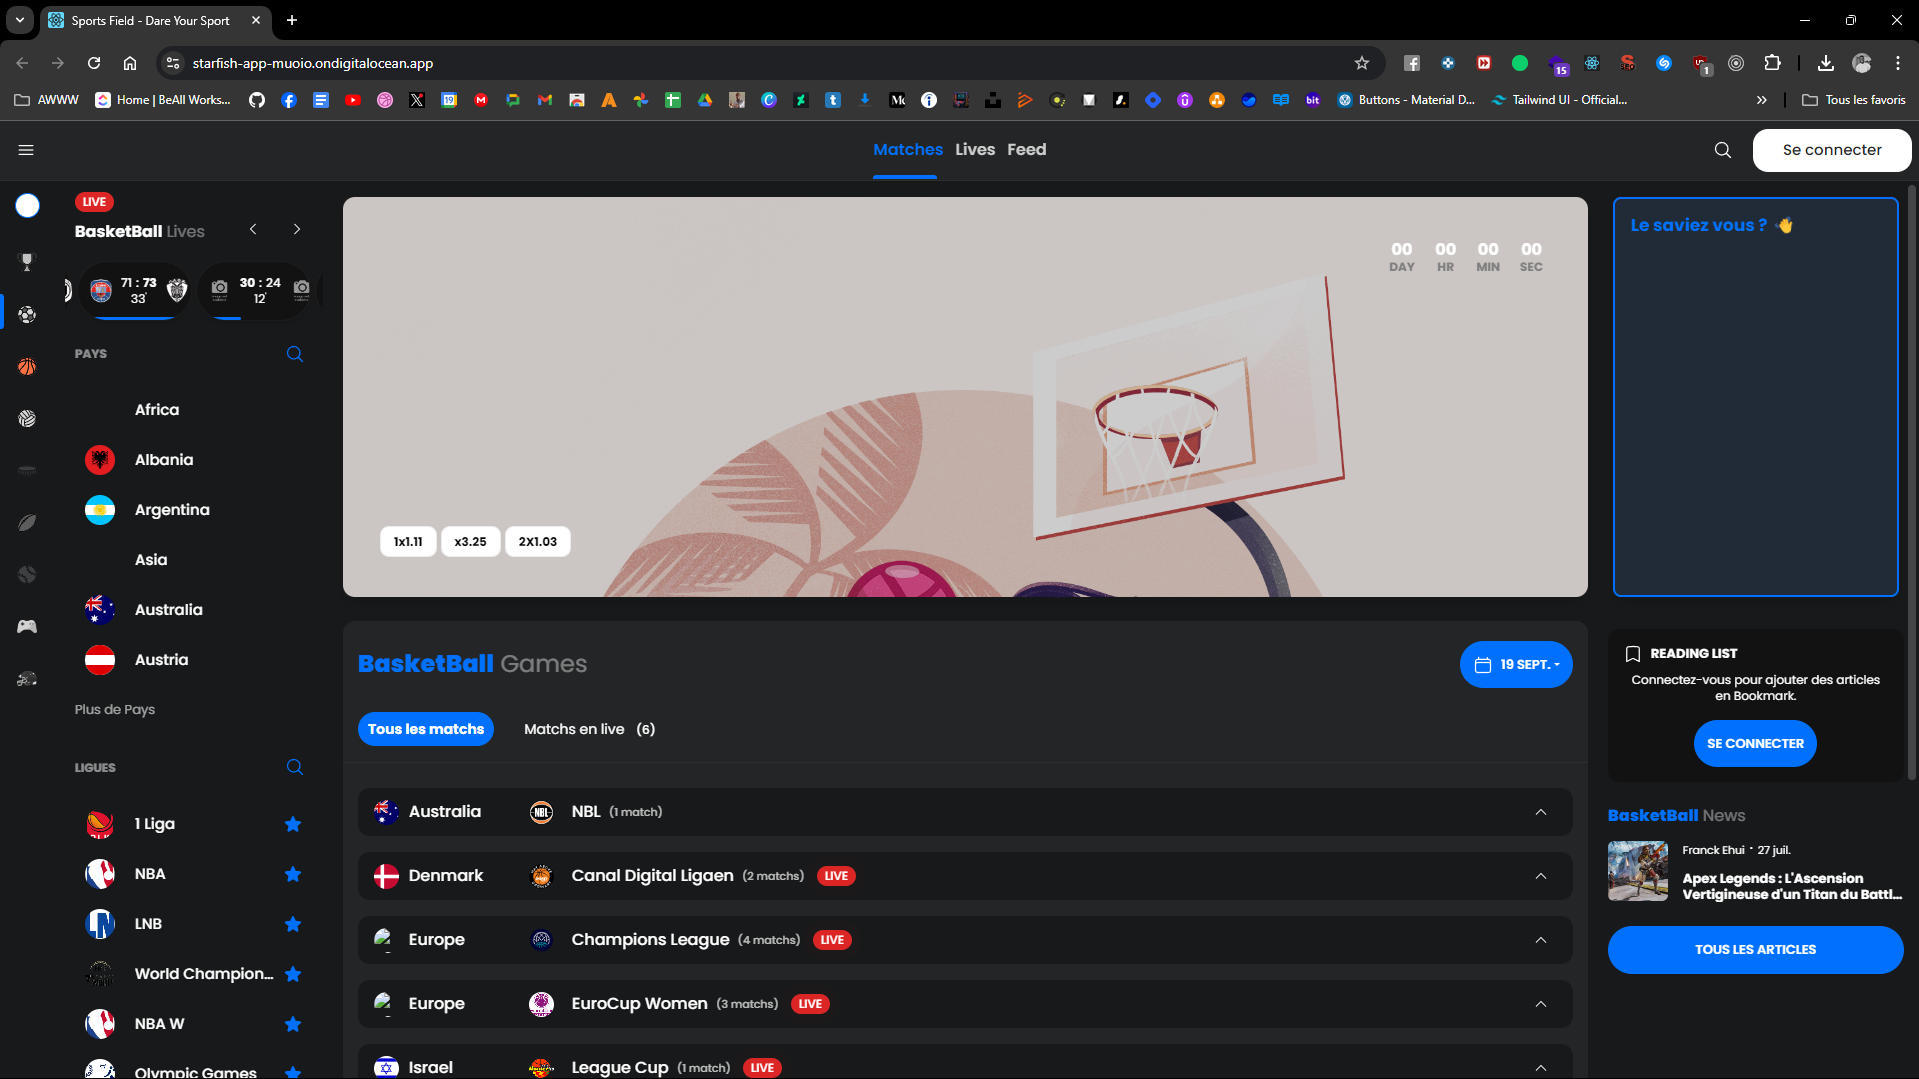 Sports Field - Dare Your Sport
starfish-app-muoio.ondigitalocean.app
15
1
AWWW
Home | BeAll Works...
bit
Buttons - Material D...
Tailwind UI - Official...
Tous les favoris
Matches
Lives
Feed
Se connecter
LIVE
BasketBall Lives
71 : 73
33'
30 : 24
12'
PAYS
Africa
Albania
Argentina
Asia
Australia
Austria
Plus de Pays
LIGUES
1 Liga
NBA
LNB
World Champion...
NBA W
Olympic Games
00 00 00 00
DAY HR MIN SEC
1x1.11
x3.25
2X1.03
BasketBall Games
19 SEPT.
Tous les matchs
Matchs en live (6)
Australia NBL (1 match)
Denmark Canal Digital Ligaen (2 matchs) LIVE
Europe Champions League (4 matchs) LIVE
Europe EuroCup Women (3 matchs) LIVE
Israel League Cup (1 match) LIVE
Le saviez vous ? 👋
READING LIST
Connectez-vous pour ajouter des articles
en Bookmark.
SE CONNECTER
BasketBall News
Franck Ehui • 27 juil.
Apex Legends : L'Ascension
Vertigineuse d'un Titan du Battl...
TOUS LES ARTICLES